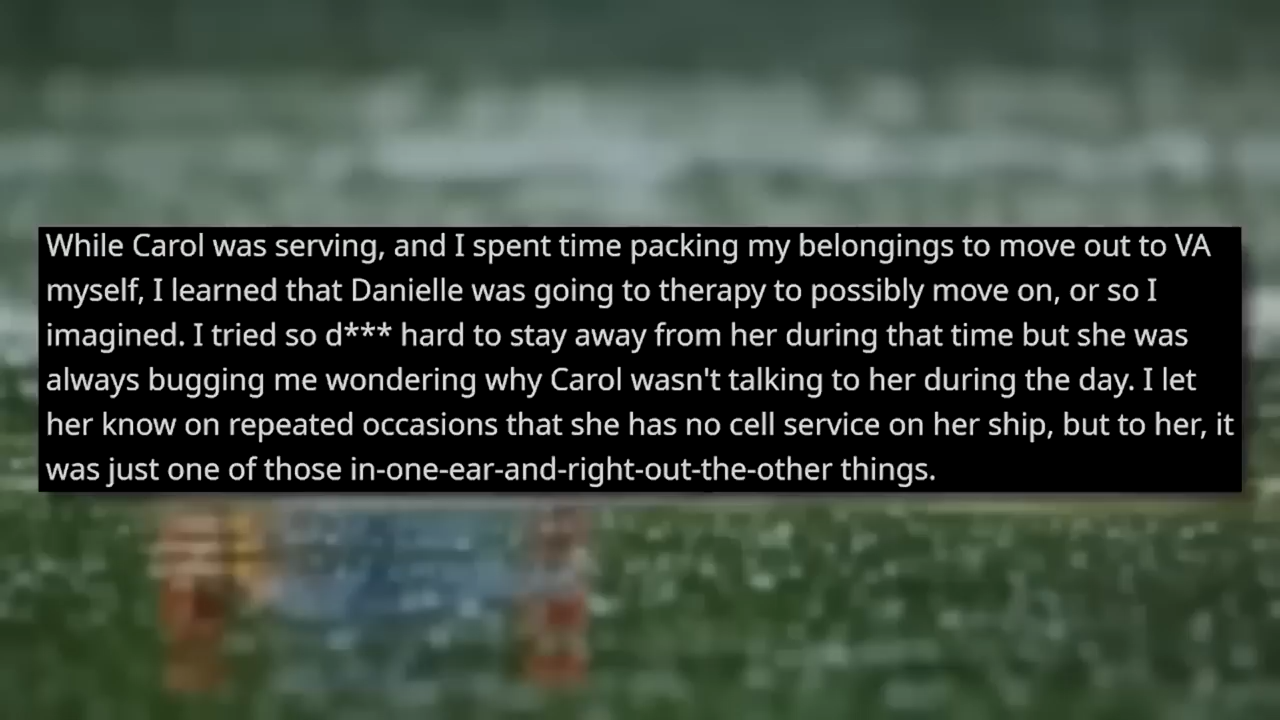 While Carol was serving, and I spent time packing my belongings to move out to VA
myself, I learned that Danielle was going to therapy to possibly move on, or so I
imagined. I tried so d*** hard to stay away from her during that time but she was
always bugging me wondering why Carol wasn't talking to her during the day. I let
her know on repeated occasions that she has no cell service on her ship, but to her, it
was just one of those in-one-ear-and-right-out-the-other things.